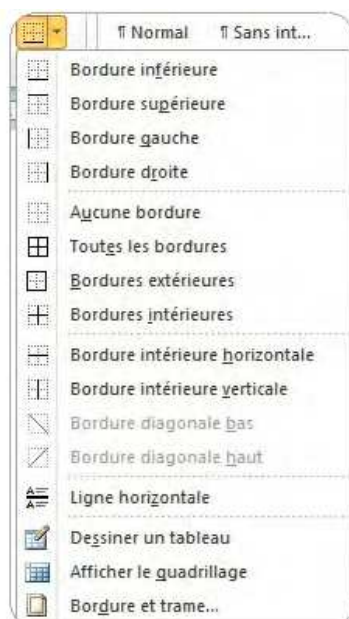 ¶ Normal ¶ Sans int...
Bordure inférieure
Bordure supérieure
Bordure gauche
Bordure droite
Aucune bordure
Toutes les bordures
Bordures extérieures
Bordures intérieures
Bordure intérieure horizontale
Bordure intérieure verticale
Bordure diagonale bas
Bordure diagonale haut
Ligne horizontale
Dessiner un tableau
Afficher le quadrillage
Bordure et trame...